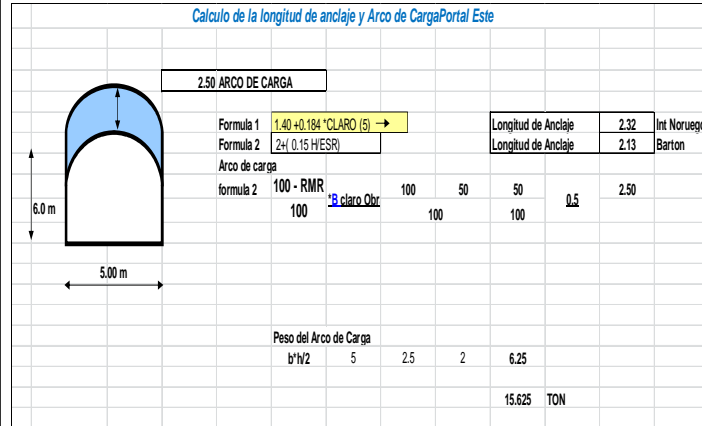 Calculo de la longitud de anclaje y Arco de CargaPortal Este
2.50 ARCO DE CARGA
Formula 1 1.40 +0.184 *CLARO (5) → Longitud de Anclaje 2.32 Int Noruego
Formula 2 2+( 0.15 H/ESR) Longitud de Anclaje 2.13 Barton
Arco de carga
formula 2 100 - RMR *B claro Obr 100 50 50 0.5 2.50
100 100 100
6.0 m
5.00 m
Peso del Arco de Carga
b*h/2 5 2.5 2 6.25
15.625 TON